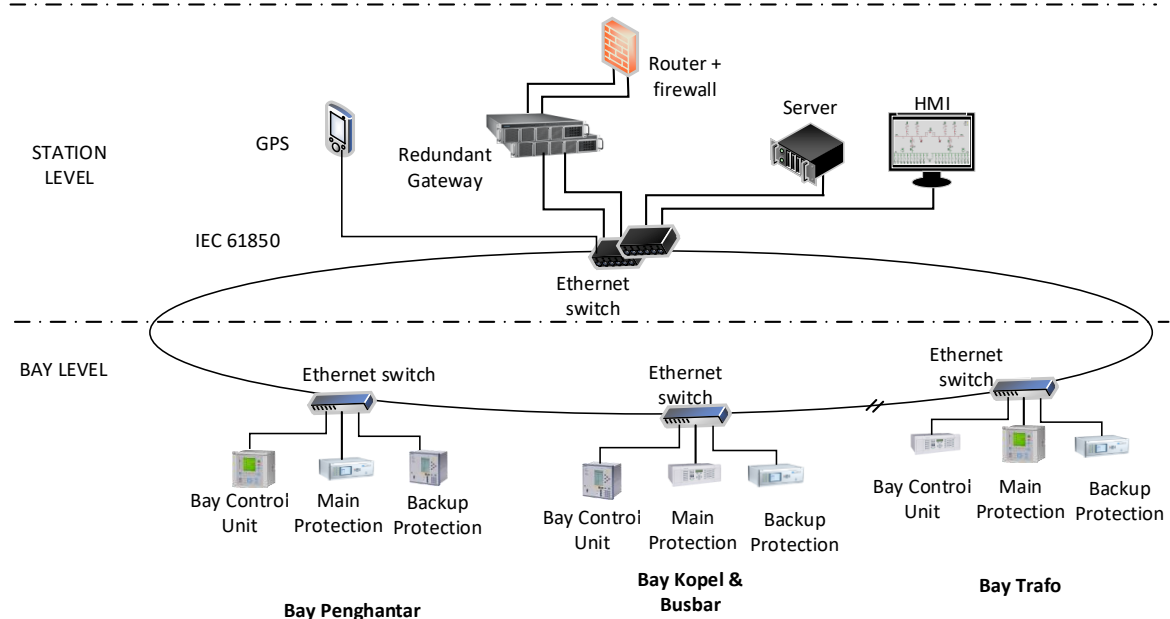 Router +
firewall
Server
HMI
GPS
STATION
LEVEL
Redundant
Gateway
IEC 61850
Ethernet
switch
BAY LEVEL
Ethernet switch
Ethernet
switch
Ethernet
switch
Bay Control
Unit
Main
Protection
Backup
Protection
Bay Control
Unit
Main
Protection
Backup
Protection
Bay Control
Unit
Main
Protection
Backup
Protection
Bay Penghantar
Bay Kopel &
Busbar
Bay Trafo